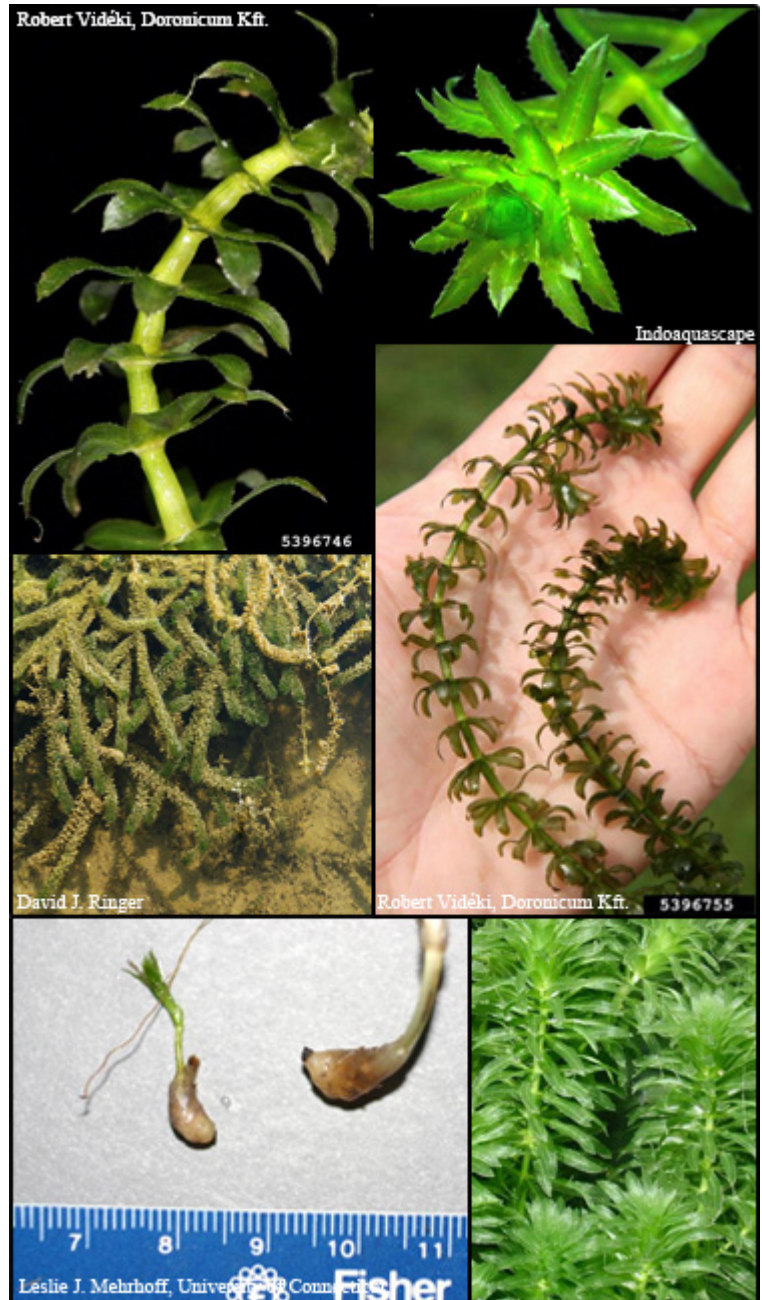 Robert Vidéki, Doronicum Kft.
5396746
Indoaquascape
David J. Ringer
Robert Vidéki, Doronicum Kft.
5396755
7 8 9 10 11
Leslie J. Mehrhoff, University of Connecticut
Fisher